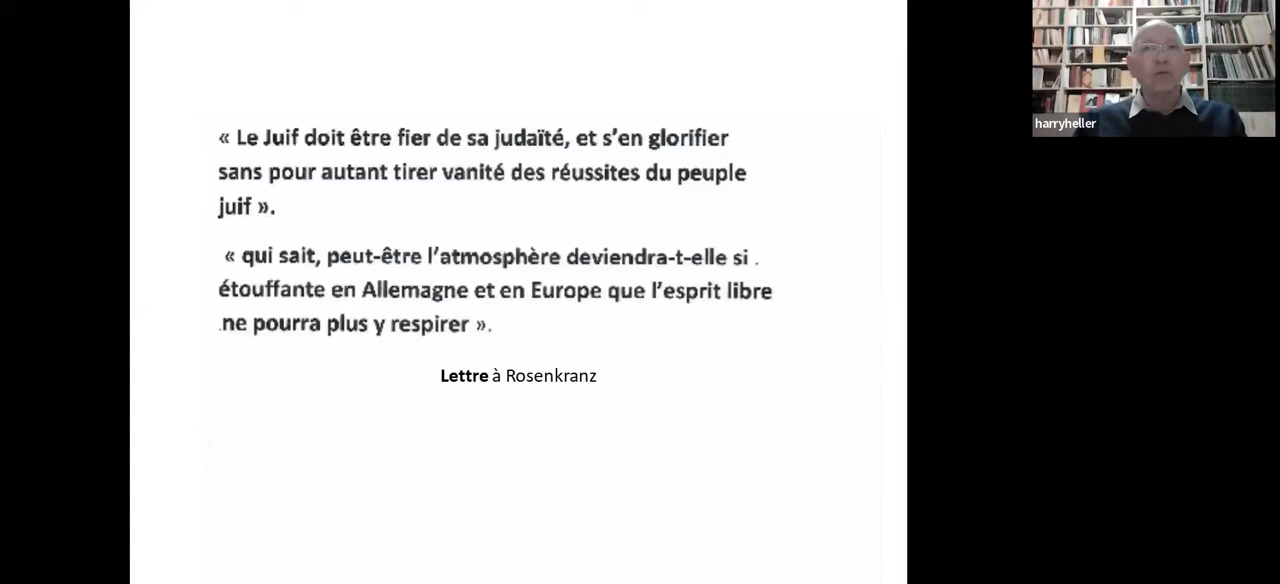 « Le Juif doit être fier de sa judaïté, et s'en glorifier
sans pour autant tirer vanité des réussites du peuple
juif ».
« qui sait, peut-être l'atmosphère deviendra-t-elle si .
étouffante en Allemagne et en Europe que l'esprit libre
.ne pourra plus y respirer ».
Lettre à Rosenkranz
harryheller